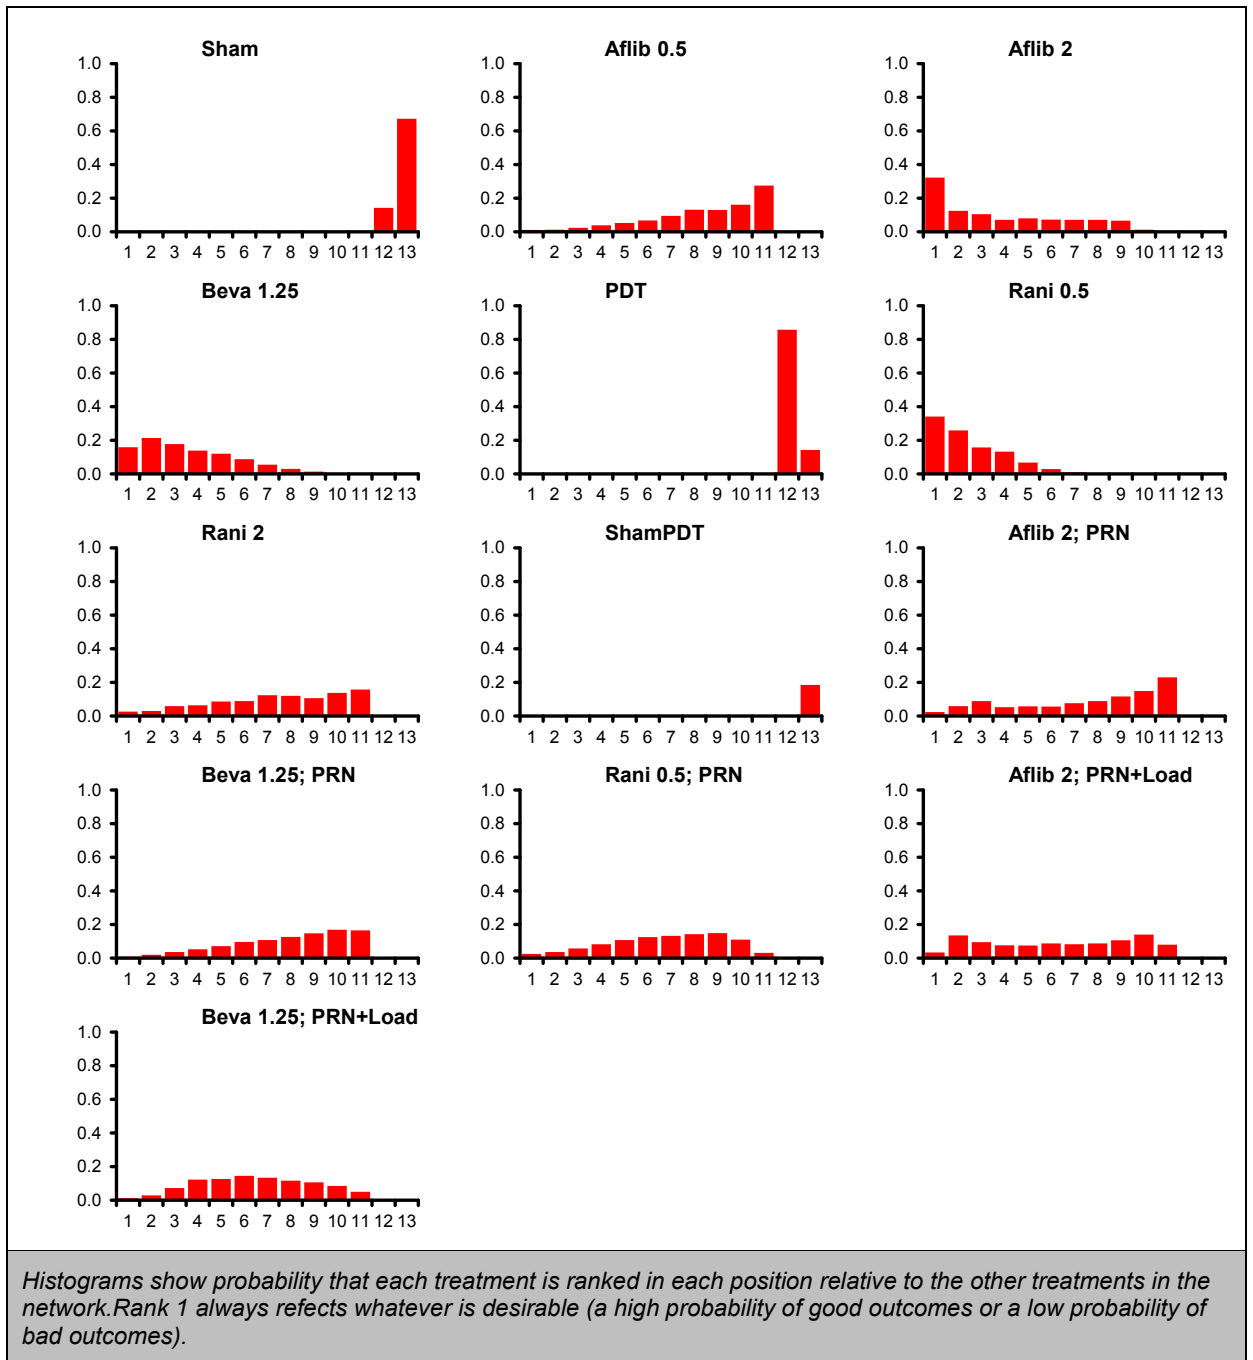 Sham Aflib 0.5 Aflib 2
1.0 1.0 1.0
0.8 0.8 0.8
0.6 0.6 0.6
0.4 0.4 0.4
0.2 0.2 0.2
0.0 0.0 0.0
1 2 3 4 5 6 7 8 9 10 11 12 13 1 2 3 4 5 6 7 8 9 10 11 12 13 1 2 3 4 5 6 7 8 9 10 11 12 13
Beva 1.25 PDT Rani 0.5
1.0 1.0 1.0
0.8 0.8 0.8
0.6 0.6 0.6
0.4 0.4 0.4
0.2 0.2 0.2
0.0 0.0 0.0
1 2 3 4 5 6 7 8 9 10 11 12 13 1 2 3 4 5 6 7 8 9 10 11 12 13 1 2 3 4 5 6 7 8 9 10 11 12 13
Rani 2 ShamPDT Aflib 2; PRN
1.0 1.0 1.0
0.8 0.8 0.8
0.6 0.6 0.6
0.4 0.4 0.4
0.2 0.2 0.2
0.0 0.0 0.0
1 2 3 4 5 6 7 8 9 10 11 12 13 1 2 3 4 5 6 7 8 9 10 11 12 13 1 2 3 4 5 6 7 8 9 10 11 12 13
Beva 1.25; PRN Rani 0.5; PRN Aflib 2; PRN+Load
1.0 1.0 1.0
0.8 0.8 0.8
0.6 0.6 0.6
0.4 0.4 0.4
0.2 0.2 0.2
0.0 0.0 0.0
1 2 3 4 5 6 7 8 9 10 11 12 13 1 2 3 4 5 6 7 8 9 10 11 12 13 1 2 3 4 5 6 7 8 9 10 11 12 13
Beva 1.25; PRN+Load
1.0
0.8
0.6
0.4
0.2
0.0
1 2 3 4 5 6 7 8 9 10 11 12 13
Histograms show probability that each treatment is ranked in each position relative to the other treatments in the
network.Rank 1 always refects whatever is desirable (a high probability of good outcomes or a low probability of
bad outcomes).